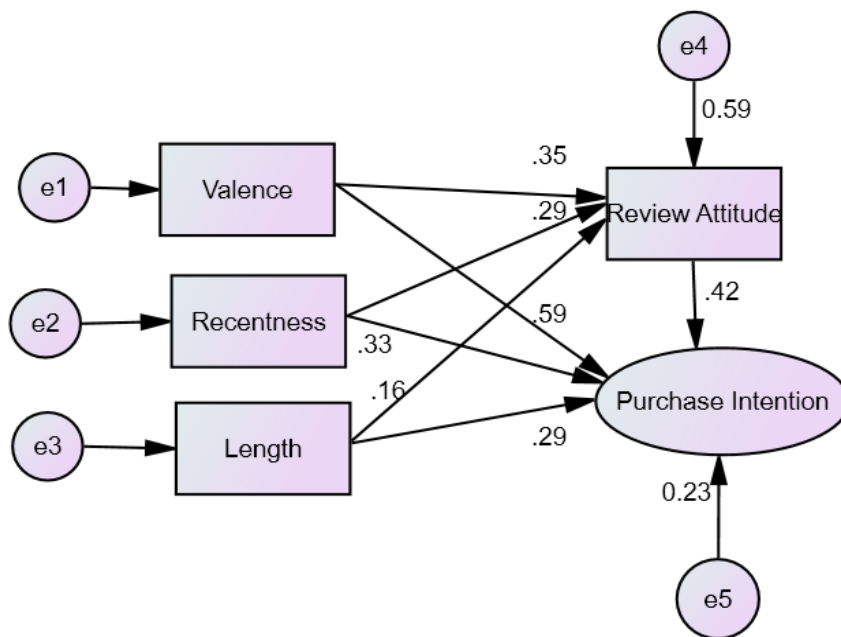 e4
0.59
.35
e1
Valence
.29
Review Attitude
.42
e2
Recentness
.59
.33
.16
Purchase Intention
e3
Length
.29
0.23
e5